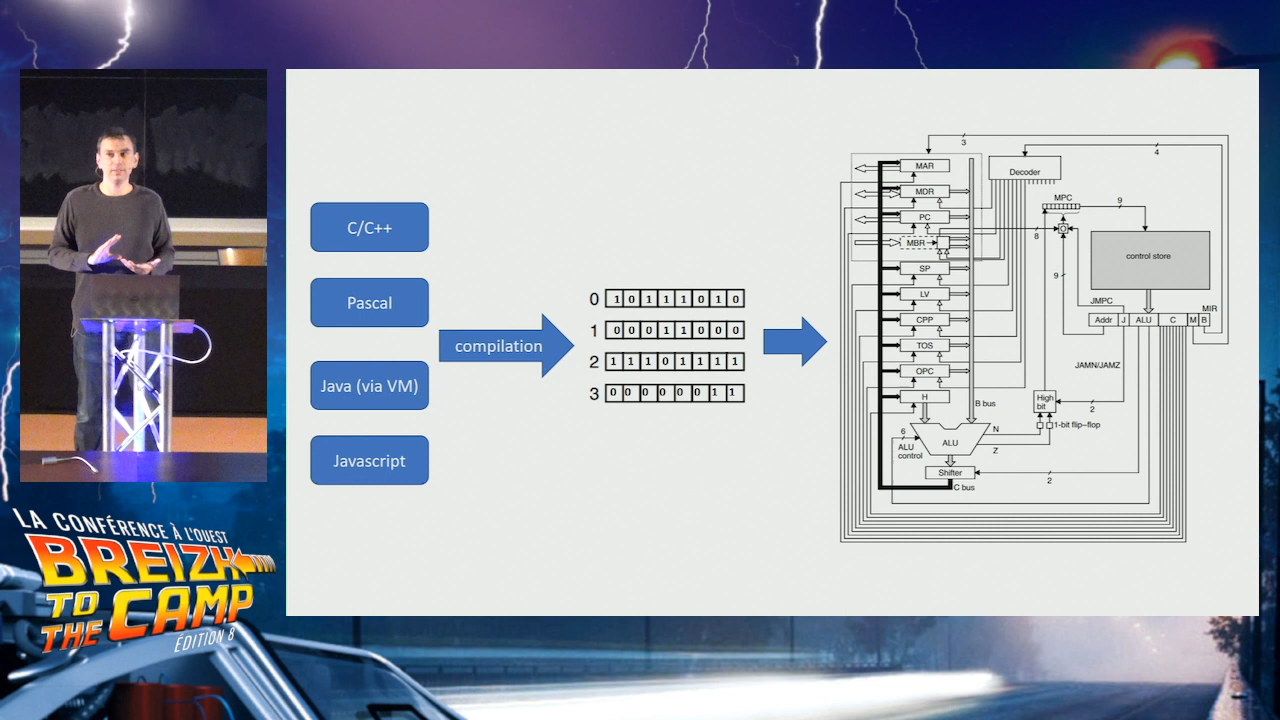 LA CONFÉRENCE À L'OUEST
BREIZH
TO
THE CAMP
ÉDITION 8
C/C++
Pascal
Java (via VM)
Javascript
compilation
0 1 0 1 1 1 0 1 0
1 0 0 0 1 1 0 0 0
2 1 1 1 0 1 1 1 1
3 0 0 0 0 0 0 1 1
3
4
MAR
MDR
PC
MBR
SP
LV
CPP
TOS
OPC
H
B bus
6
ALU
control
ALU
N
Z
Shifter
C bus
2
Decoder
MPC
9
8
9
control store
JMPC
MIR
Addr J ALU C M B
JAMN/JAMZ
High
bit
2
1-bit flip–flop